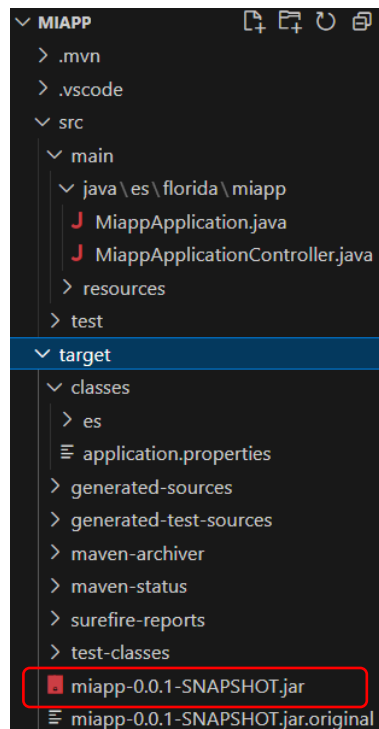 MIAPP
.mvn
.vscode
src
main
java\es\florida\miapp
J MiappApplication.java
J MiappApplicationController.java
resources
test
target
classes
es
application.properties
generated-sources
generated-test-sources
maven-archiver
maven-status
surefire-reports
test-classes
miapp-0.0.1-SNAPSHOT.jar
miapp-0.0.1-SNAPSHOT.jar.original